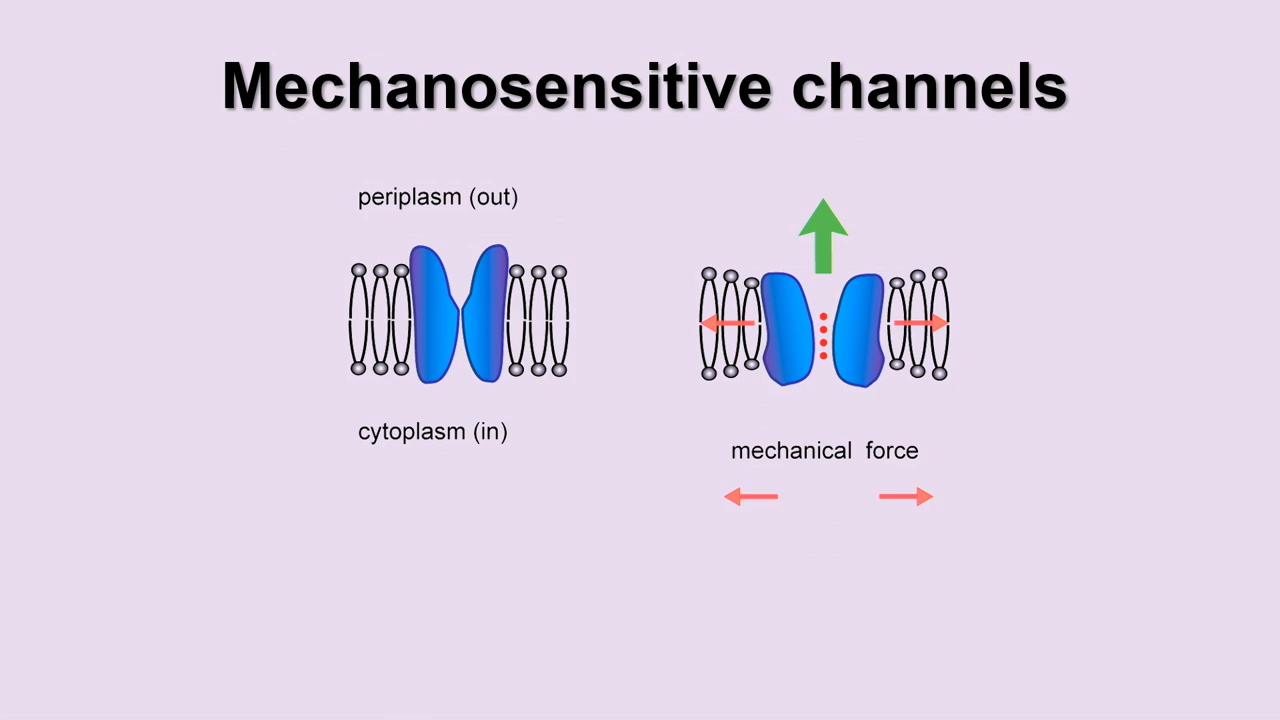 Mechanosensitive channels
periplasm (out)
cytoplasm (in)
mechanical force